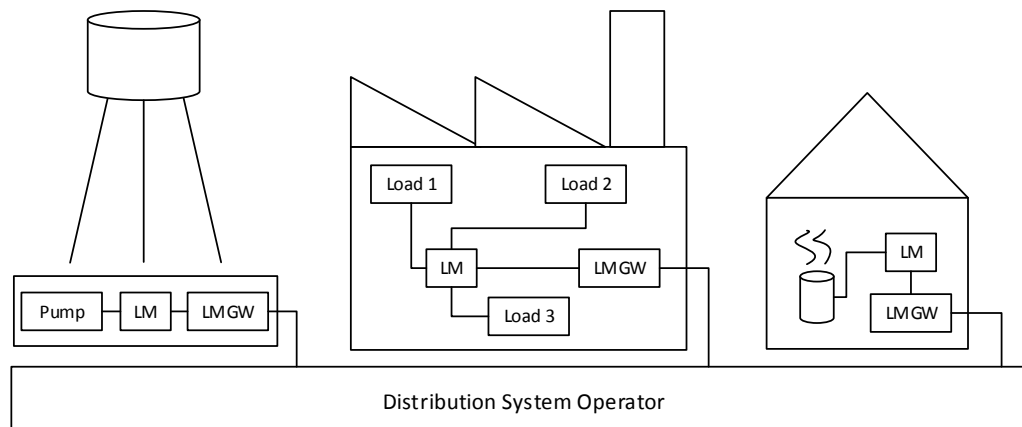 Load 1
Load 2
LM
LMGW
Load 3
Pump
LM
LMGW
LM
LMGW
Distribution System Operator